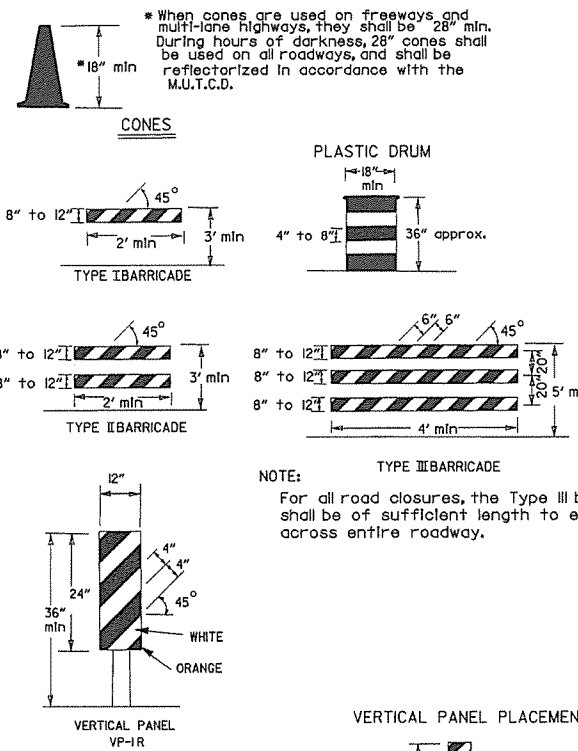 * When cones are used on freeways and
multi-lane highways, they shall be 28" min.
During hours of darkness, 28" cones shall
be used on all roadways, and shall be
reflectorized in accordance with the
M.U.T.C.D.
*18" min
CONES
PLASTIC DRUM
18"
min
4" to 8"
36" approx.
45°
8" to 12"
2' min
3' min
TYPE I BARRICADE
45°
8" to 12"
8" to 12"
2' min
3' min
TYPE II BARRICADE
6" 6"
45°
8" to 12"
8" to 12"
8" to 12"
20" 20"
5' m
4' min
TYPE III BARRICADE
NOTE:
For all road closures, the Type III b
shall be of sufficient length to e
across entire roadway.
12"
4"
4"
45°
24"
36"
min
WHITE
ORANGE
VERTICAL PANEL
VP-1R
VERTICAL PANEL PLACEMEN